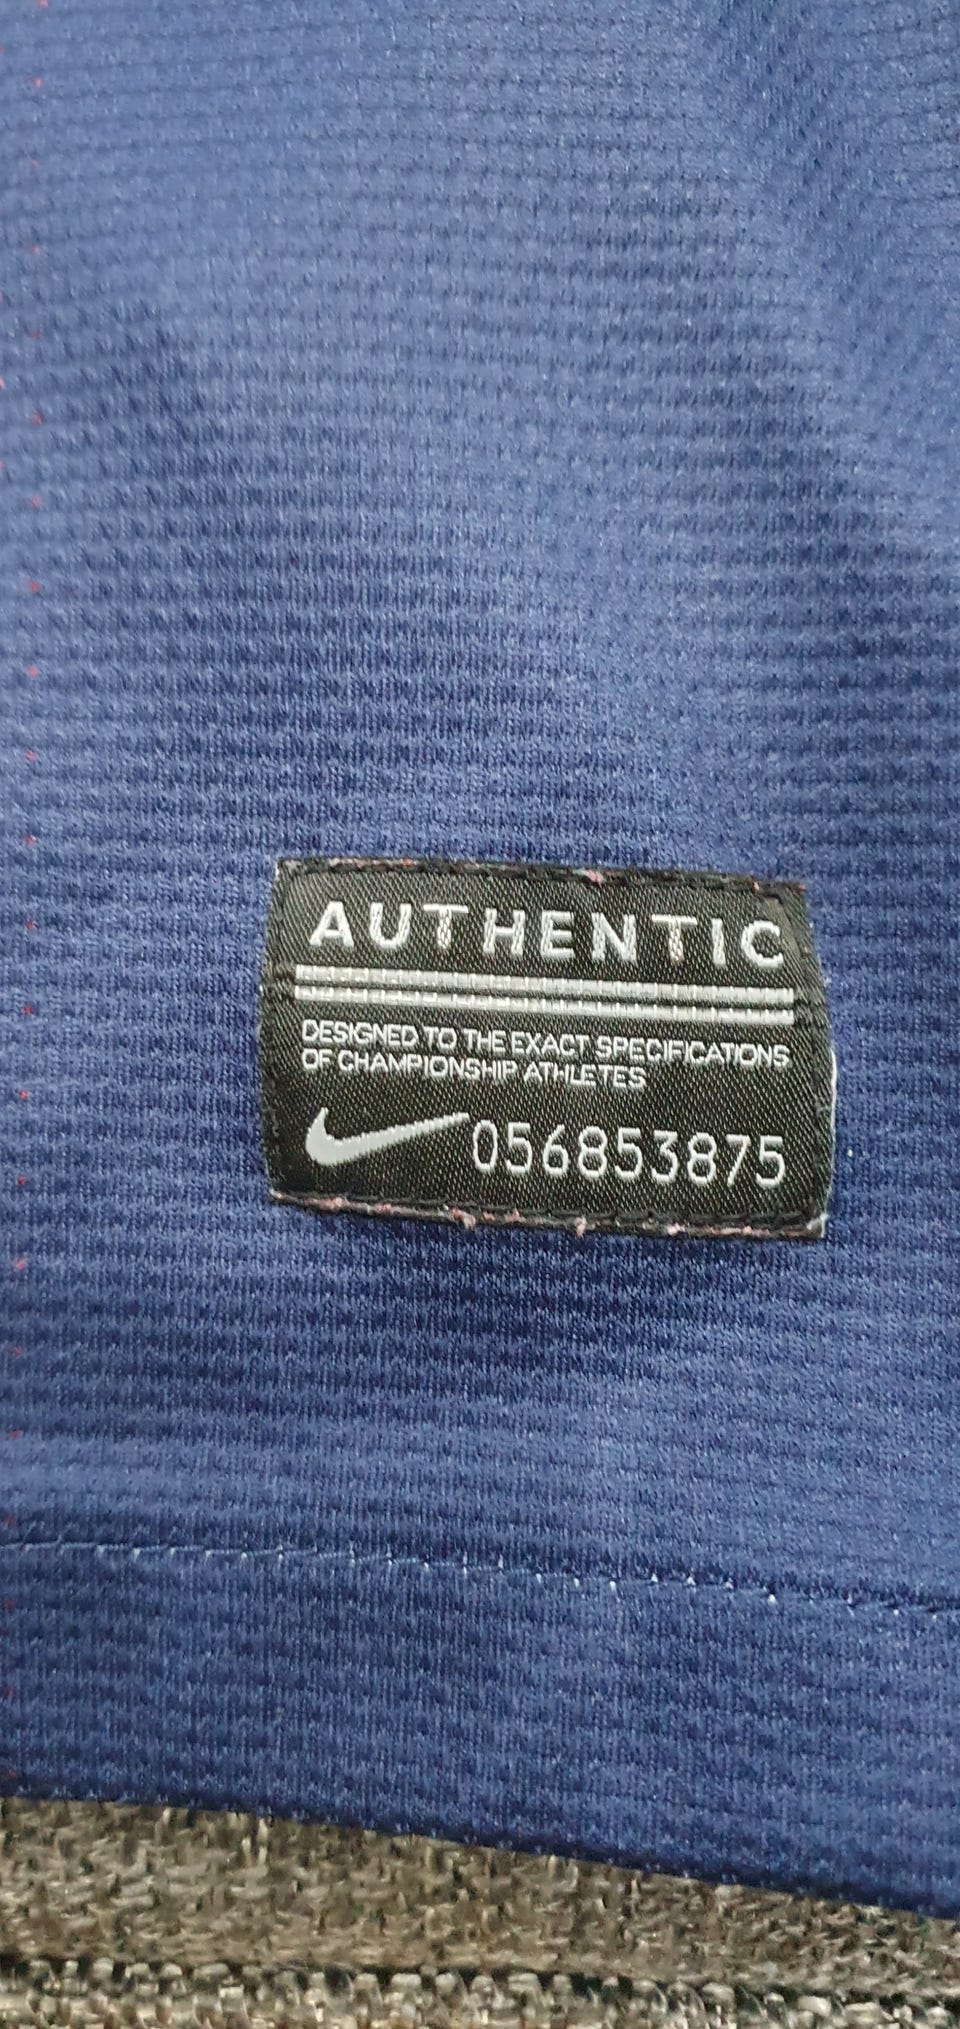 AUTHENTIC
DESIGNED TO THE EXACT SPECIFICATIONS
OF CHAMPIONSHIP ATHLETES
056853875